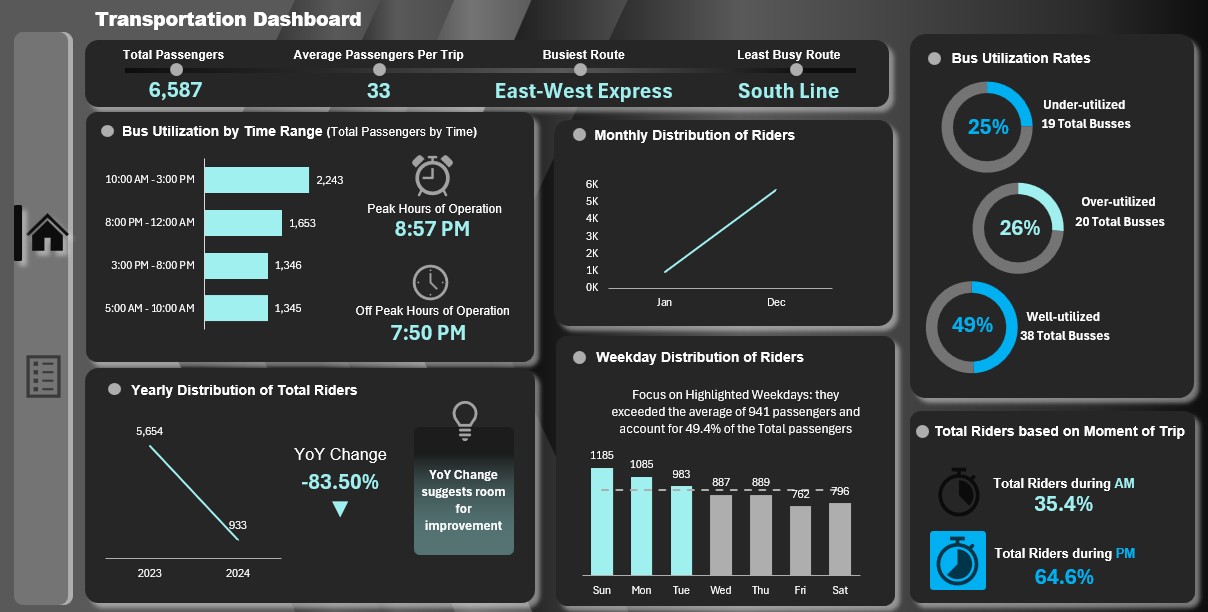 Transportation Dashboard
Total Passengers
6,587
Average Passengers Per Trip
33
Busiest Route
East-West Express
Least Busy Route
South Line
Bus Utilization by Time Range (Total Passengers by Time)
10:00 AM - 3:00 PM
2,243
8:00 PM - 12:00 AM
1,653
3:00 PM - 8:00 PM
1,346
5:00 AM - 10:00 AM
1,345
Peak Hours of Operation
8:57 PM
Off Peak Hours of Operation
7:50 PM
Monthly Distribution of Riders
6K
5K
4K
3K
2K
1K
0K
Jan
Dec
Bus Utilization Rates
25%
Under-utilized
19 Total Busses
26%
Over-utilized
20 Total Busses
49%
Well-utilized
38 Total Busses
Yearly Distribution of Total Riders
5,654
933
2023
2024
YoY Change
-83.50%
YoY Change
suggests room
for
improvement
Weekday Distribution of Riders
Focus on Highlighted Weekdays: they
exceeded the average of 941 passengers and
account for 49.4% of the Total passengers
1185
1085
983
887
889
762
796
Sun
Mon
Tue
Wed
Thu
Fri
Sat
Total Riders based on Moment of Trip
Total Riders during AM
35.4%
Total Riders during PM
64.6%